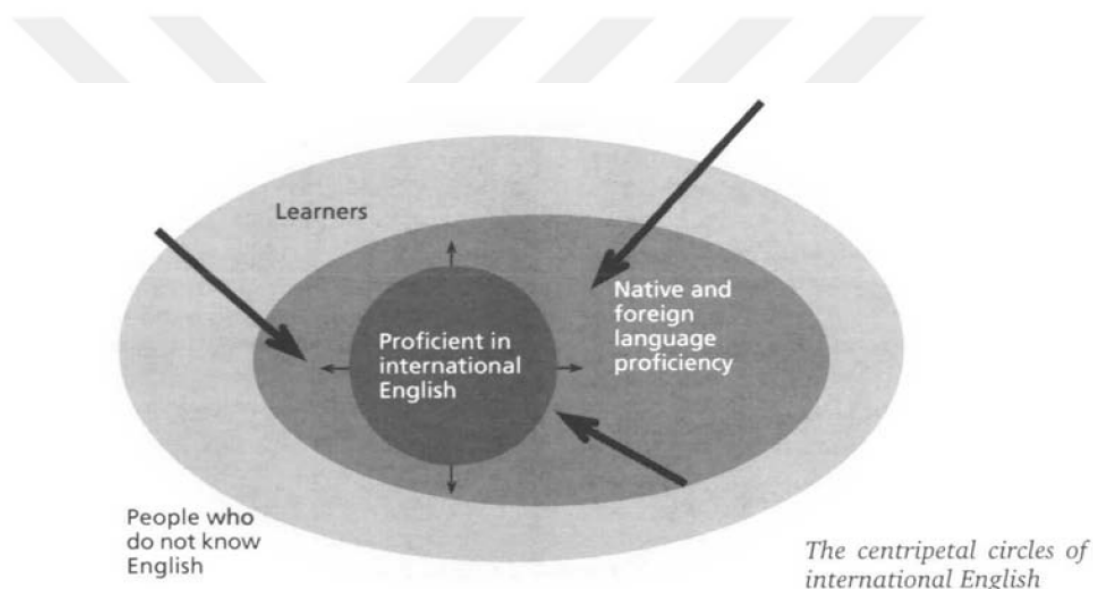 Learners
Native and
foreign
language
proficiency
Proficient in
international
English
People who
do not know
English
The centripetal circles of
international English